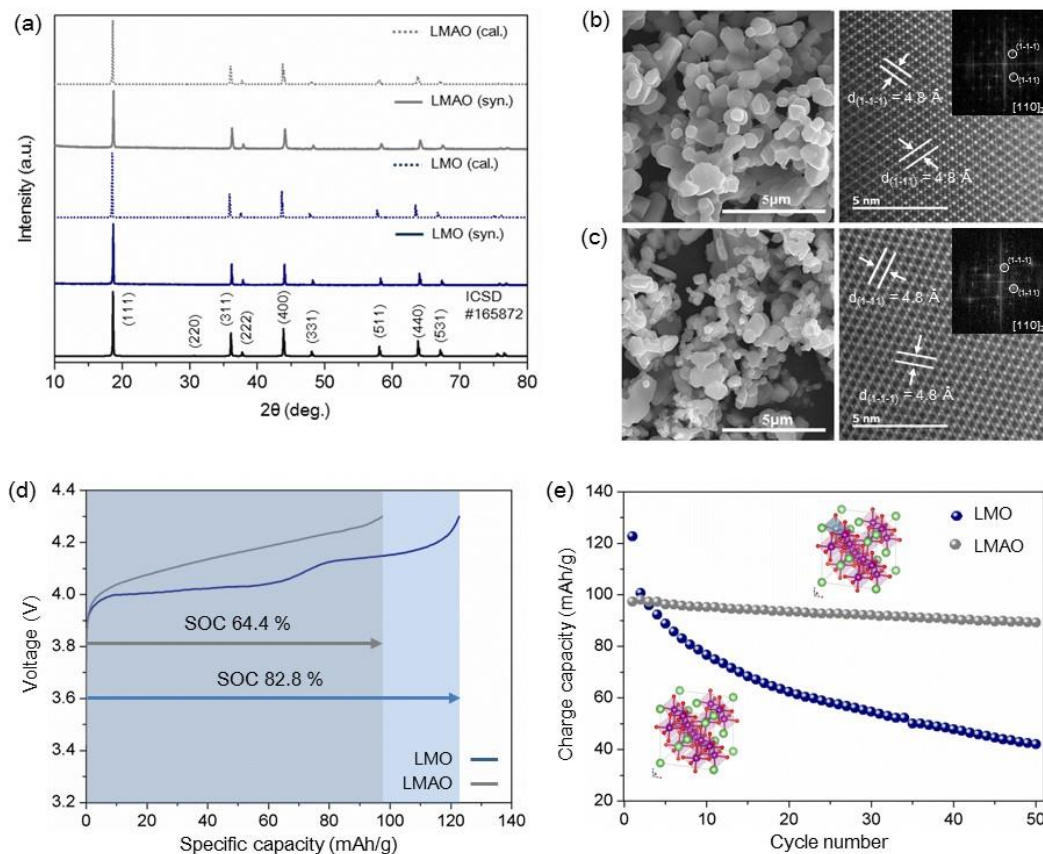 (a)
LMAO (cal.)
LMAO (syn.)
LMO (cal.)
LMO (syn.)
ICSD
#165872
(111)
(220)
(311)
(222)
(400)
(331)
(511)
(440)
(531)
Intensity (a.u.)
10 20 30 40 50 60 70 80
2θ (deg.)
(b)
5μm
d(1-1-1) = 4.8 Å
d(1-11) = 4.8 Å
5 nm
(1-1-1)
(1-11)
(c)
5μm
d(1-11) = 4.8 Å
d(1-1-1) = 4.8 Å
5 nm
(1-1-1)
(1-11)
(d)
4.4
4.2
4.0
3.8
3.6
3.4
3.2
Voltage (V)
SOC 64.4 %
SOC 82.8 %
LMO
LMAO
0 20 40 60 80 100 120 140
Specific capacity (mAh/g)
(e)
140
120
100
80
60
40
20
Charge capacity (mAh/g)
LMO
LMAO
0 10 20 30 40 50
Cycle number